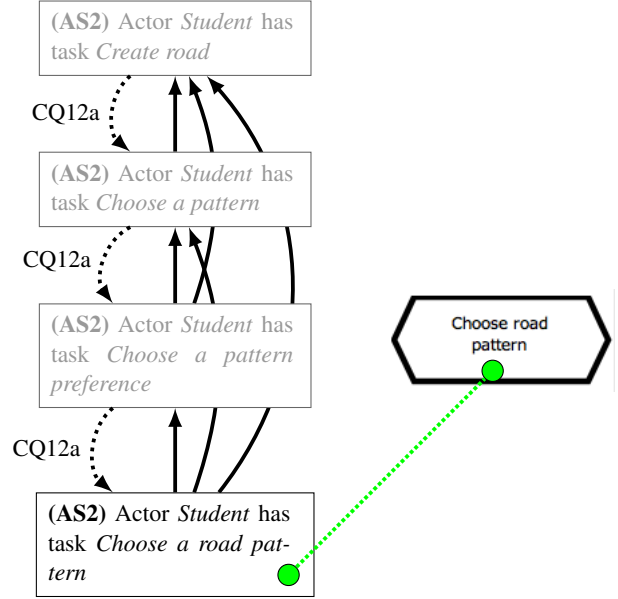 (AS2) Actor Student has
task Create road
CQ12a
(AS2) Actor Student has
task Choose a pattern
CQ12a
(AS2) Actor Student has
task Choose a pattern
preference
Choose road
pattern
CQ12a
(AS2) Actor Student has
task Choose a road pat-
tern